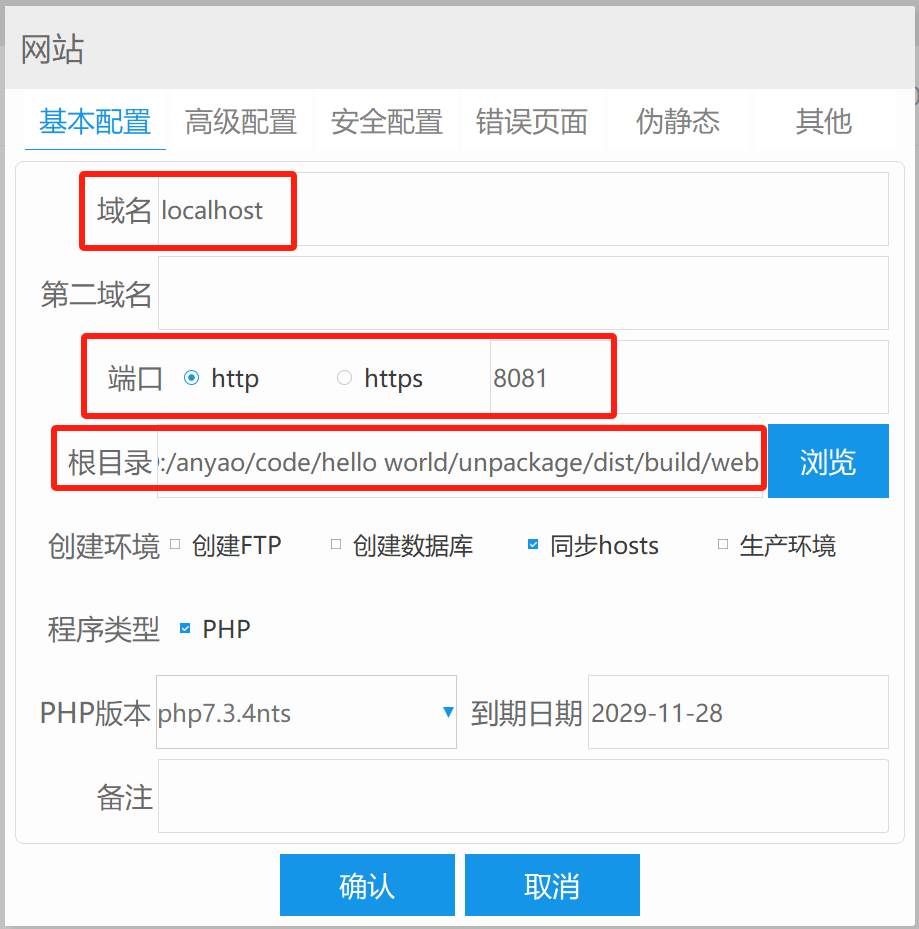 网站
基本配置 高级配置 安全配置 错误页面 伪静态 其他
域名 localhost
第二域名
端口 http https 8081
根目录 :/anyao/code/hello world/unpackage/dist/build/web 浏览
创建环境 创建FTP 创建数据库 同步hosts 生产环境
程序类型 PHP
PHP版本 php7.3.4nts 到期日期 2029-11-28
备注
确认 取消